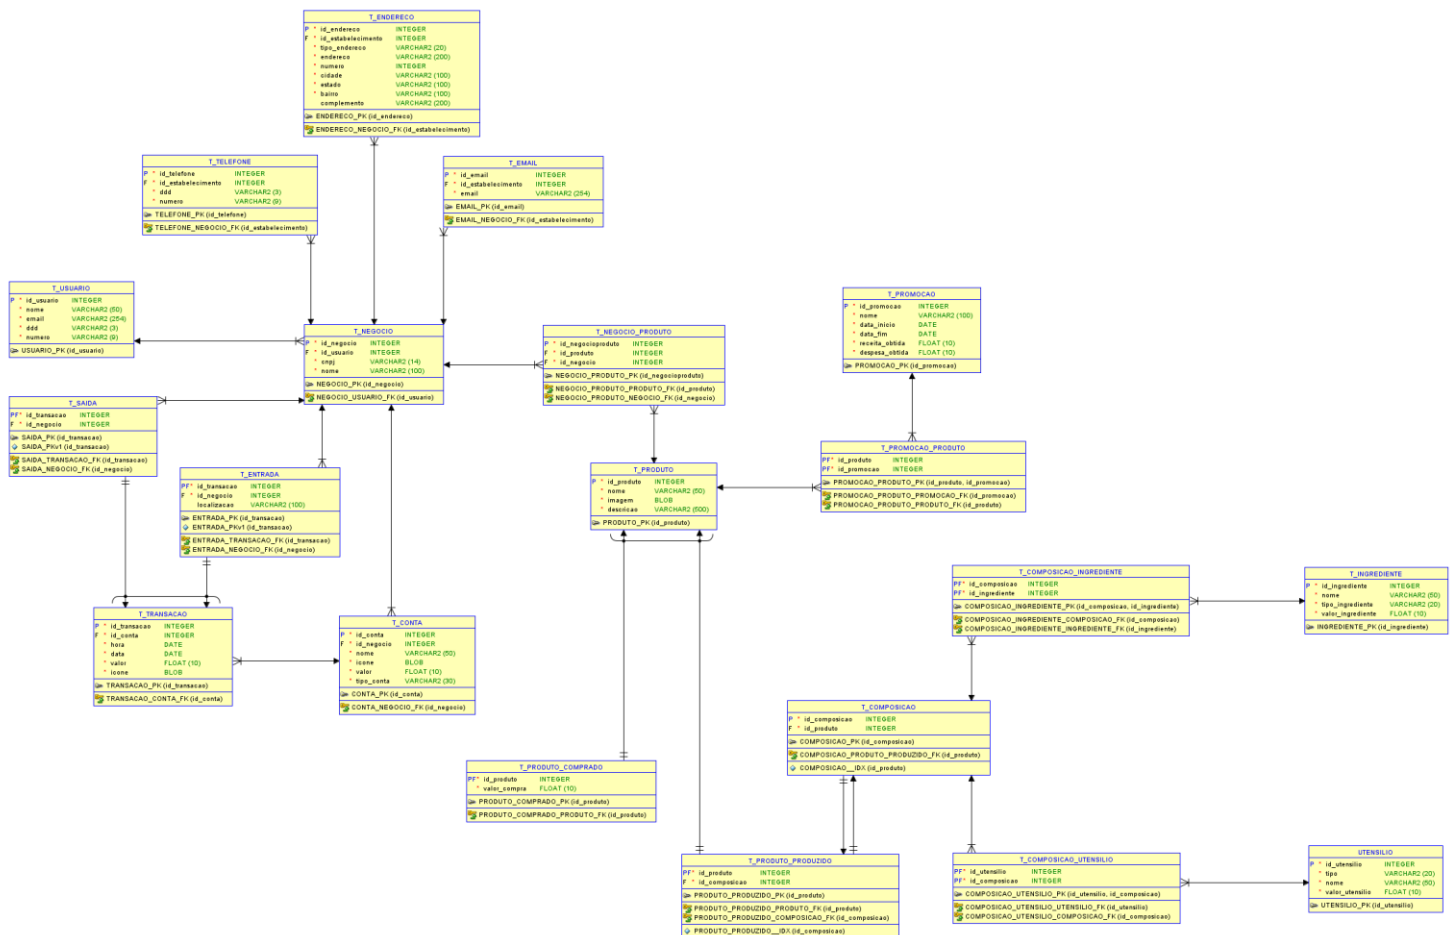 T_ENDERECO
P * id_endereco INTEGER
F * id_estabelecimento INTEGER
* tipo_endereco VARCHAR2 (20)
* endereco VARCHAR2 (200)
* numero INTEGER
* cidade VARCHAR2 (100)
* estado VARCHAR2 (100)
* bairro VARCHAR2 (100)
complemento VARCHAR2 (200)
ENDERECO_PK (id_endereco)
ENDERECO_NEGOCIO_FK (id_estabelecimento)
T_TELEFONE
P * id_telefone INTEGER
F * id_estabelecimento INTEGER
* ddd VARCHAR2 (3)
* numero VARCHAR2 (9)
TELEFONE_PK (id_telefone)
TELEFONE_NEGOCIO_FK (id_estabelecimento)
T_EMAIL
P * id_email INTEGER
F * id_estabelecimento INTEGER
* email VARCHAR2 (254)
EMAIL_PK (id_email)
EMAIL_NEGOCIO_FK (id_estabelecimento)
T_USUARIO
P * id_usuario INTEGER
* nome VARCHAR2 (50)
* email VARCHAR2 (254)
* ddd VARCHAR2 (3)
* numero VARCHAR2 (9)
USUARIO_PK (id_usuario)
T_NEGOCIO
P * id_negocio INTEGER
F * id_usuario INTEGER
* cnpj VARCHAR2 (14)
* nome VARCHAR2 (100)
NEGOCIO_PK (id_negocio)
NEGOCIO_USUARIO_FK (id_usuario)
T_NEGOCIO_PRODUTO
P * id_negocioproduto INTEGER
F * id_produto INTEGER
F * id_negocio INTEGER
NEGOCIO_PRODUTO_PK (id_negocioproduto)
NEGOCIO_PRODUTO_PRODUTO_FK (id_produto)
NEGOCIO_PRODUTO_NEGOCIO_FK (id_negocio)
T_PROMOCAO
P * id_promocao INTEGER
* nome VARCHAR2 (100)
* data_inicio DATE
* data_fim DATE
* receita_obtida FLOAT (10)
* despesa_obtida FLOAT (10)
PROMOCAO_PK (id_promocao)
T_SAIDA
PF* id_transacao INTEGER
F * id_negocio INTEGER
SAIDA_PK (id_transacao)
SAIDA_PKv1 (id_transacao)
SAIDA_TRANSACAO_FK (id_transacao)
SAIDA_NEGOCIO_FK (id_negocio)
T_ENTRADA
PF* id_transacao INTEGER
F * id_negocio INTEGER
localizacao VARCHAR2 (100)
ENTRADA_PK (id_transacao)
ENTRADA_PKv1 (id_transacao)
ENTRADA_TRANSACAO_FK (id_transacao)
ENTRADA_NEGOCIO_FK (id_negocio)
T_PRODUTO
P * id_produto INTEGER
* nome VARCHAR2 (50)
* imagem BLOB
* descricao VARCHAR2 (500)
PRODUTO_PK (id_produto)
T_PROMOCAO_PRODUTO
PF* id_produto INTEGER
PF* id_promocao INTEGER
PROMOCAO_PRODUTO_PK (id_produto, id_promocao)
PROMOCAO_PRODUTO_PROMOCAO_FK (id_promocao)
PROMOCAO_PRODUTO_PRODUTO_FK (id_produto)
T_TRANSACAO
P * id_transacao INTEGER
F * id_conta INTEGER
* hora DATE
* data DATE
* valor FLOAT (10)
* icone BLOB
TRANSACAO_PK (id_transacao)
TRANSACAO_CONTA_FK (id_conta)
T_CONTA
P * id_conta INTEGER
F * id_negocio INTEGER
* nome VARCHAR2 (50)
* icone BLOB
* valor FLOAT (10)
* tipo_conta VARCHAR2 (30)
CONTA_PK (id_conta)
CONTA_NEGOCIO_FK (id_negocio)
T_COMPOSICAO_INGREDIENTE
PF* id_composicao INTEGER
PF* id_ingrediente INTEGER
COMPOSICAO_INGREDIENTE_PK (id_composicao, id_ingrediente)
COMPOSICAO_INGREDIENTE_COMPOSICAO_FK (id_composicao)
COMPOSICAO_INGREDIENTE_INGREDIENTE_FK (id_ingrediente)
T_INGREDIENTE
P * id_ingrediente INTEGER
* nome VARCHAR2 (50)
* tipo_ingrediente VARCHAR2 (20)
* valor_ingrediente FLOAT (10)
INGREDIENTE_PK (id_ingrediente)
T_COMPOSICAO
P * id_composicao INTEGER
F * id_produto INTEGER
COMPOSICAO_PK (id_composicao)
COMPOSICAO_PRODUTO_PRODUZIDO_FK (id_produto)
COMPOSICAO__IDX (id_produto)
T_PRODUTO_COMPRADO
PF* id_produto INTEGER
* valor_compra FLOAT (10)
PRODUTO_COMPRADO_PK (id_produto)
PRODUTO_COMPRADO_PRODUTO_FK (id_produto)
T_PRODUTO_PRODUZIDO
PF* id_produto INTEGER
F * id_composicao INTEGER
PRODUTO_PRODUZIDO_PK (id_produto)
PRODUTO_PRODUZIDO_PRODUTO_FK (id_produto)
PRODUTO_PRODUZIDO_COMPOSICAO_FK (id_composicao)
PRODUTO_PRODUZIDO__IDX (id_composicao)
T_COMPOSICAO_UTENSILIO
PF* id_utensilio INTEGER
PF* id_composicao INTEGER
COMPOSICAO_UTENSILIO_PK (id_utensilio, id_composicao)
COMPOSICAO_UTENSILIO_UTENSILIO_FK (id_utensilio)
COMPOSICAO_UTENSILIO_COMPOSICAO_FK (id_composicao)
UTENSILIO
P * id_utensilio INTEGER
* tipo VARCHAR2 (20)
* nome VARCHAR2 (50)
* valor_utensilio FLOAT (10)
UTENSILIO_PK (id_utensilio)